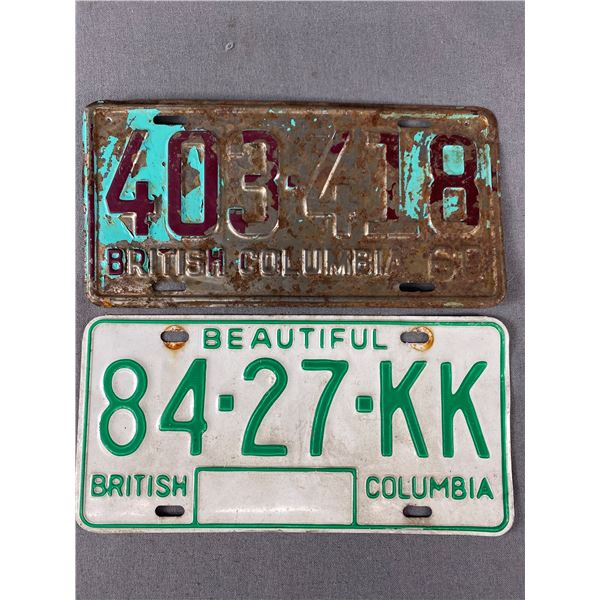 403-418
BRITISH COLUMBIA
BEAUTIFUL
84-27-KK
BRITISH COLUMBIA